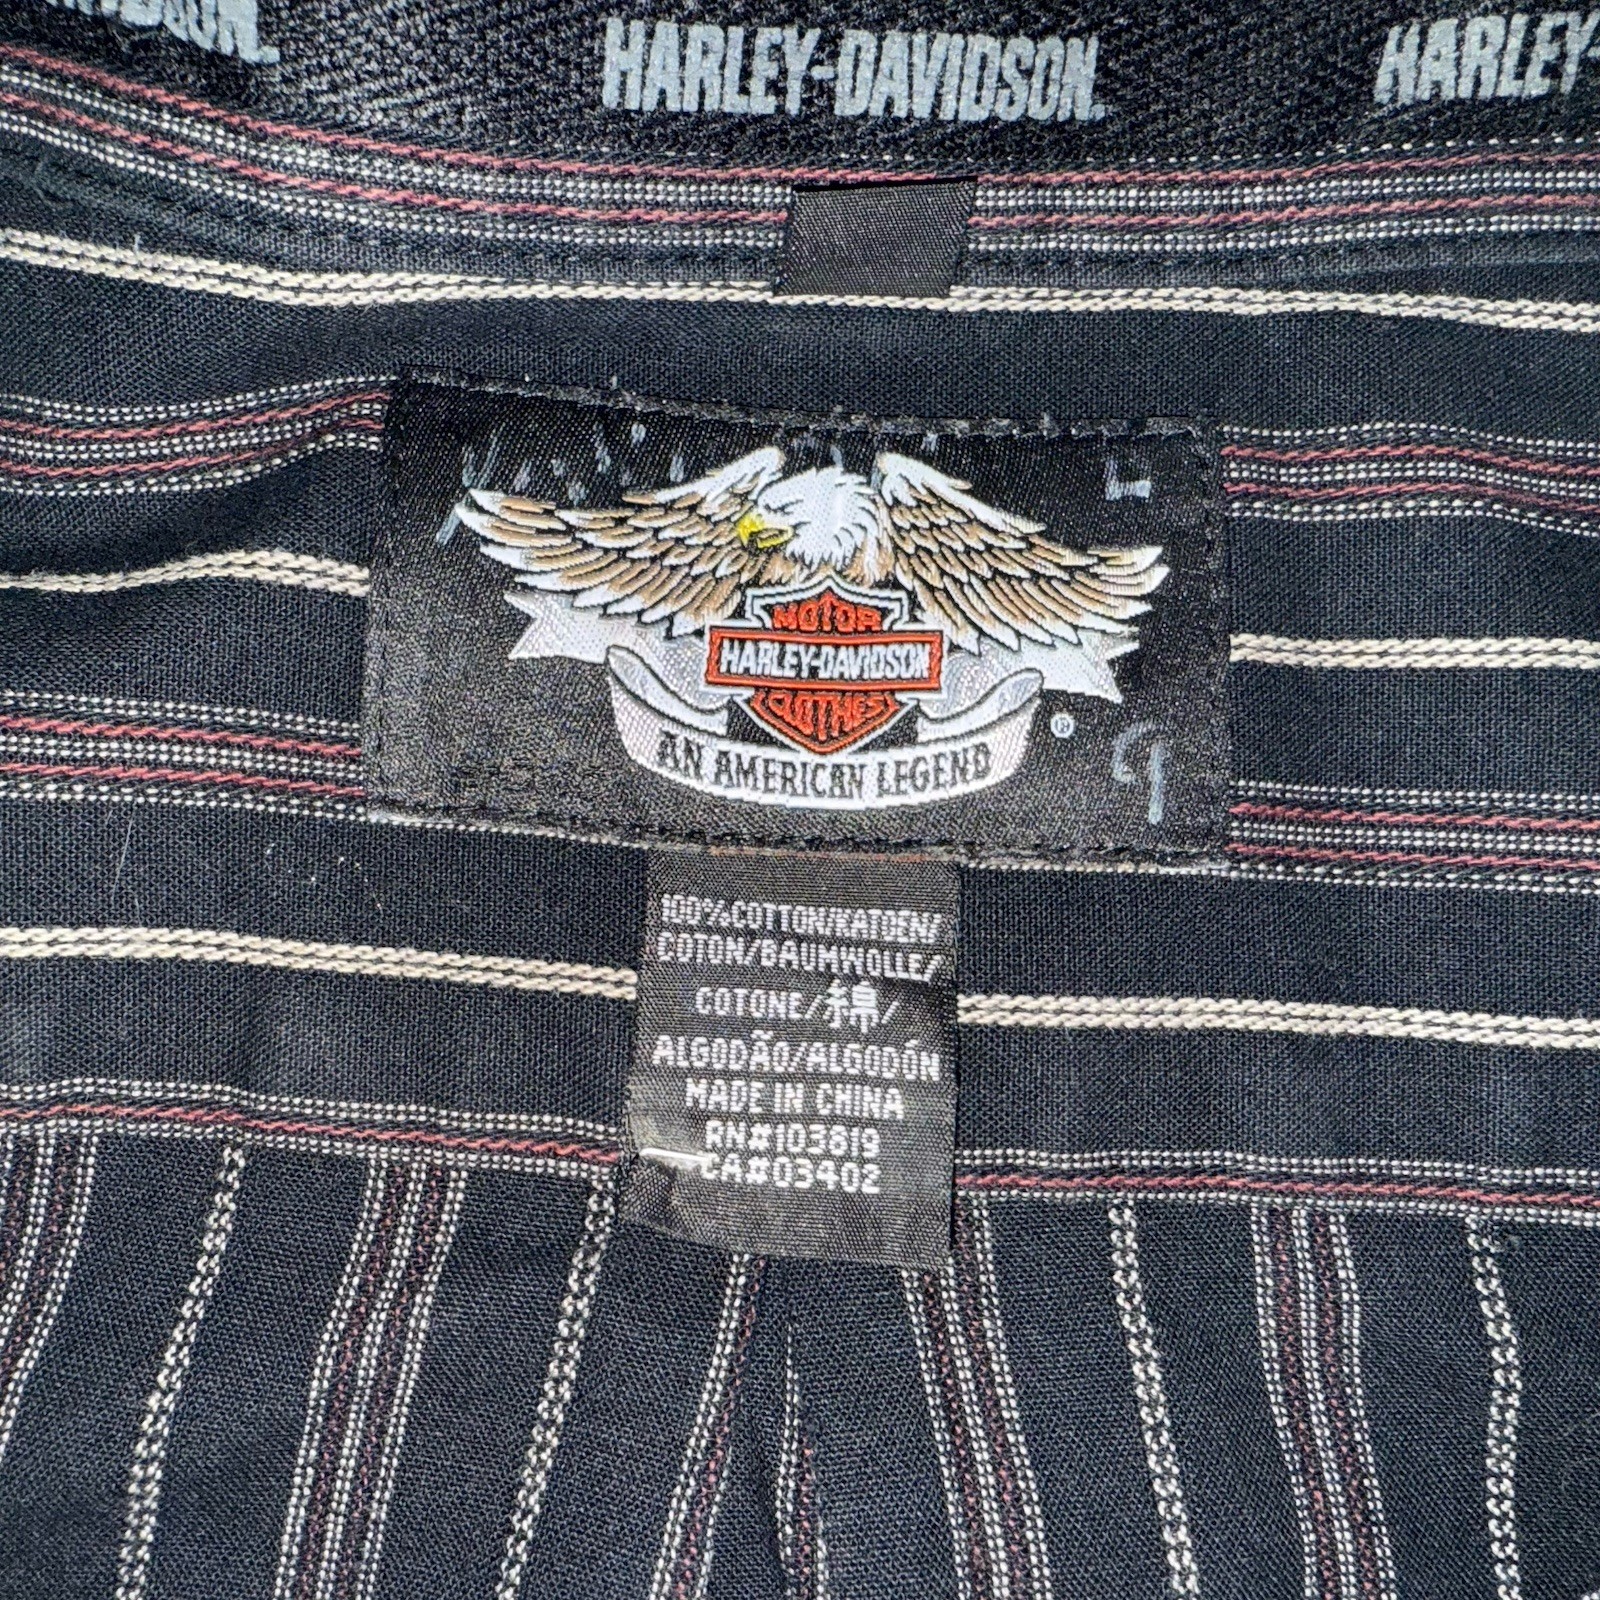 HARLEY-DAVIDSON.
HARLEY-
MOTOR
HARLEY-DAVIDSON
CLOTHES
AN AMERICAN LEGEND
®
100%COTTON/KATOEN/
COTON/BAUMWOLLE/
COTONE/綿/
ALGODÃO/ALGODÓN
MADE IN CHINA
RN#103819
CA#03402